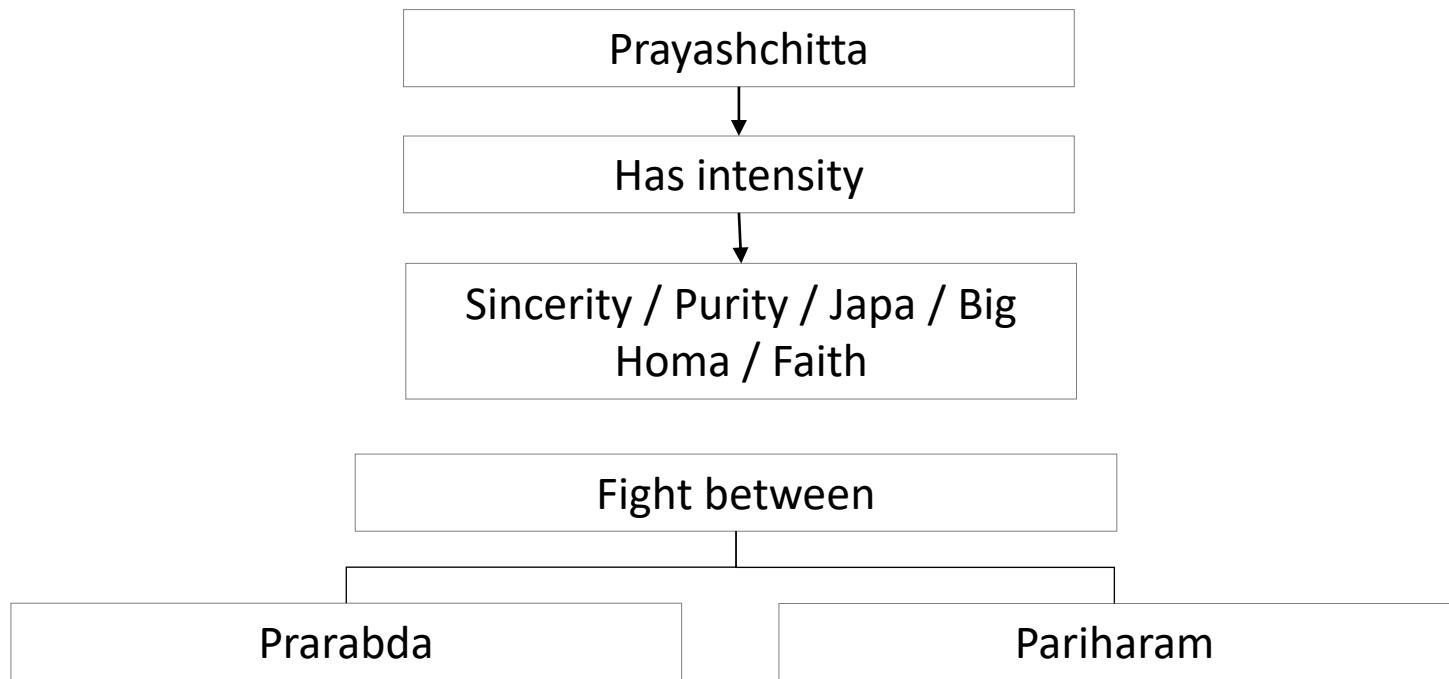 Prayashchitta
Has intensity
Sincerity / Purity / Japa / Big
Homa / Faith
Fight between
Prarabda
Pariharam